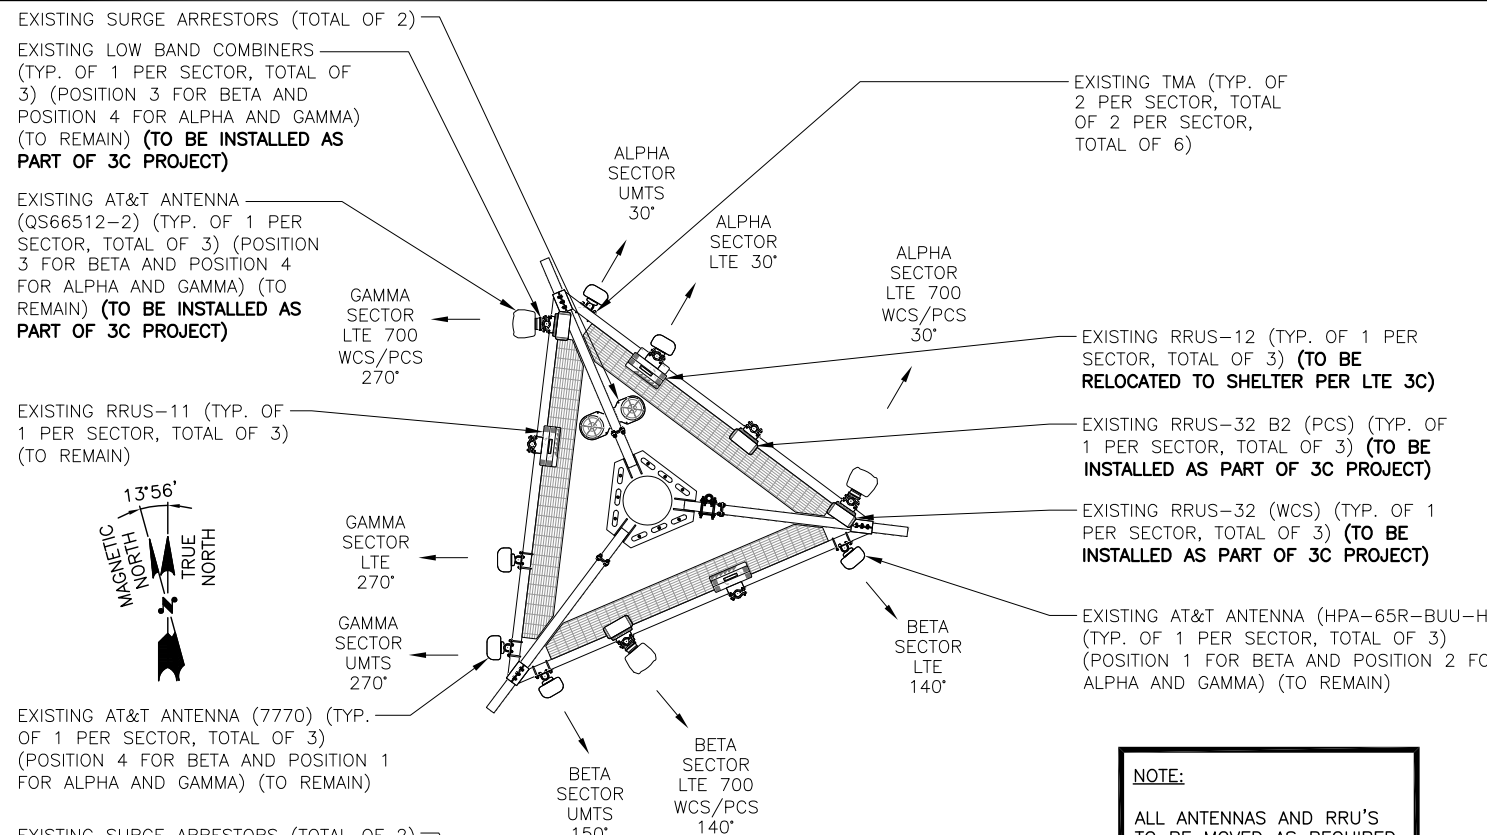 EXISTING SURGE ARRESTORS (TOTAL OF 2)
EXISTING LOW BAND COMBINERS
(TYP. OF 1 PER SECTOR, TOTAL OF
3) (POSITION 3 FOR BETA AND
POSITION 4 FOR ALPHA AND GAMMA)
(TO REMAIN) (TO BE INSTALLED AS
PART OF 3C PROJECT)
EXISTING AT&T ANTENNA
(QS66512-2) (TYP. OF 1 PER
SECTOR, TOTAL OF 3) (POSITION
3 FOR BETA AND POSITION 4
FOR ALPHA AND GAMMA) (TO
REMAIN) (TO BE INSTALLED AS
PART OF 3C PROJECT)
EXISTING RRUS-11 (TYP. OF
1 PER SECTOR, TOTAL OF 3)
(TO REMAIN)
13°56'
MAGNETIC
NORTH
TRUE
NORTH
N
EXISTING AT&T ANTENNA (7770) (TYP.
OF 1 PER SECTOR, TOTAL OF 3)
(POSITION 4 FOR BETA AND POSITION 1
FOR ALPHA AND GAMMA) (TO REMAIN)
EXISTING SURGE ARRESTORS (TOTAL OF 2)
GAMMA
SECTOR
LTE 700
WCS/PCS
270°
GAMMA
SECTOR
LTE
270°
GAMMA
SECTOR
UMTS
270°
ALPHA
SECTOR
UMTS
30°
ALPHA
SECTOR
LTE 30°
ALPHA
SECTOR
LTE 700
WCS/PCS
30°
BETA
SECTOR
UMTS
150°
BETA
SECTOR
LTE 700
WCS/PCS
140°
BETA
SECTOR
LTE
140°
EXISTING TMA (TYP. OF
2 PER SECTOR, TOTAL
OF 2 PER SECTOR,
TOTAL OF 6)
EXISTING RRUS-12 (TYP. OF 1 PER
SECTOR, TOTAL OF 3) (TO BE
RELOCATED TO SHELTER PER LTE 3C)
EXISTING RRUS-32 B2 (PCS) (TYP. OF
1 PER SECTOR, TOTAL OF 3) (TO BE
INSTALLED AS PART OF 3C PROJECT)
EXISTING RRUS-32 (WCS) (TYP. OF 1
PER SECTOR, TOTAL OF 3) (TO BE
INSTALLED AS PART OF 3C PROJECT)
EXISTING AT&T ANTENNA (HPA-65R-BUU-H
(TYP. OF 1 PER SECTOR, TOTAL OF 3)
(POSITION 1 FOR BETA AND POSITION 2 FO
ALPHA AND GAMMA) (TO REMAIN)
NOTE:
ALL ANTENNAS AND RRU'S
TO BE MOVED AS REQUIRED